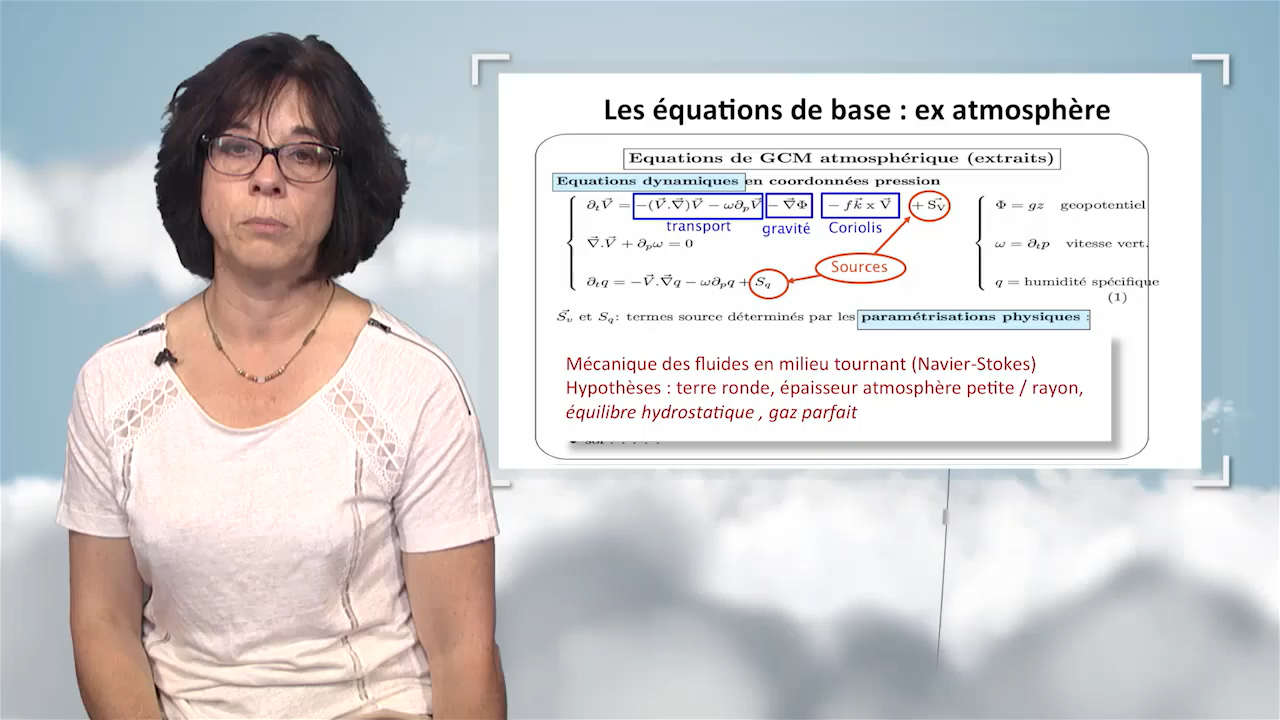 Les équations de base : ex atmosphère
Equations de GCM atmosphérique (extraits)
Equations dynamiques en coordonnées pression
∂ₜV⃗ = −(V⃗.∇⃗)V⃗ − ω∂ₚV⃗ − ∇⃗Φ − fk⃗ x V⃗ + S⃗ᵥ
transport gravité Coriolis
∇⃗.V⃗ + ∂ₚω = 0
Sources
∂ₜq = −V⃗.∇⃗q − ω∂ₚq + S_q
Φ = gz geopotentiel
ω = ∂ₜp vitesse vert.
q = humidité spécifique
(1)
S⃗ᵥ et S_q: termes source déterminés par les paramétrisations physiques :
Mécanique des fluides en milieu tournant (Navier-Stokes)
Hypothèses : terre ronde, épaisseur atmosphère petite / rayon,
équilibre hydrostatique , gaz parfait